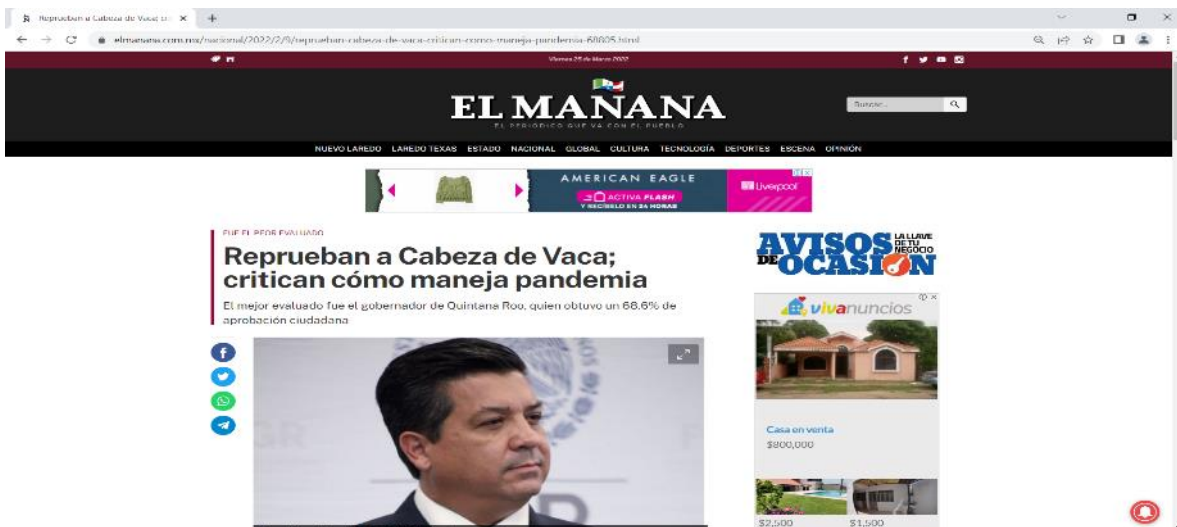 Reprueban a Cabeza de Vaca; cri
elmanana.com.mx/nacional/2022/2/9/reprueban-cabeza-de-vaca-critican-como-maneja-pandemia-68805.html
Viernes 25 de Marzo 2022
EL MAÑANA
EL PERIÓDICO QUE VA CON EL PUEBLO
Buscar...
NUEVO LAREDO LAREDO TEXAS ESTADO NACIONAL GLOBAL CULTURA TECNOLOGÍA DEPORTES ESCENA OPINIÓN
AMERICAN EAGLE
ACTIVA FLASH
Y RECÍBELO EN 24 HORAS
Liverpool
FUE EL PEOR EVALUADO
Reprueban a Cabeza de Vaca;
critican cómo maneja pandemia
El mejor evaluado fue el gobernador de Quintana Roo, quien obtuvo un 68.6% de
aprobación ciudadana
AVISOS
DE OCASIÓN
LA LLAVE
DE TU
NEGOCIO
vivanuncios
Casa en venta
$800,000
$2,500 $1,500